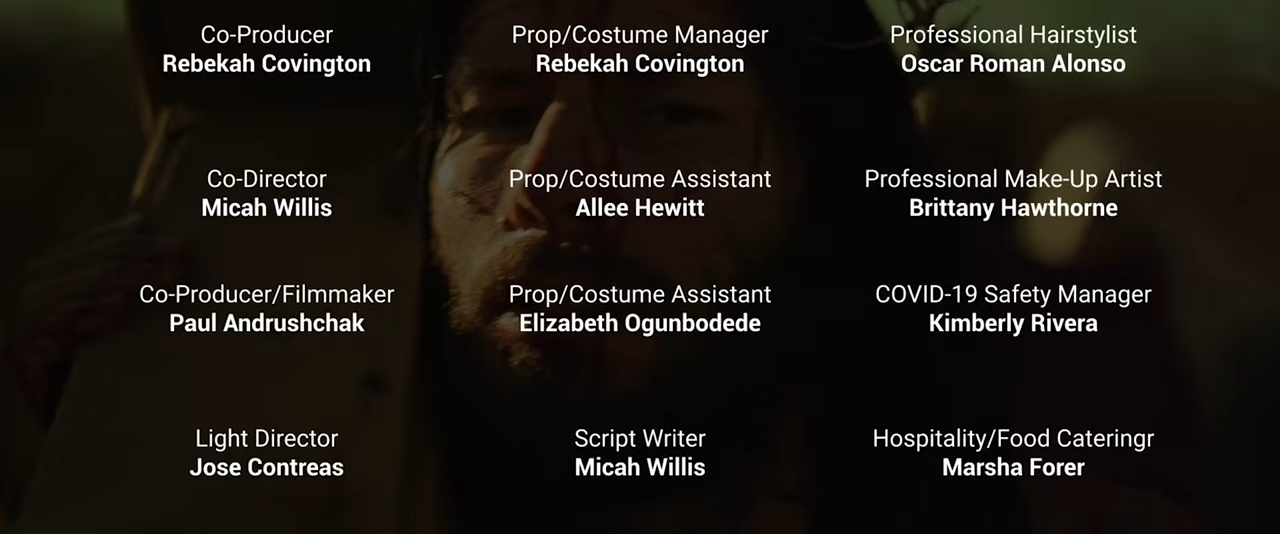 Co-Producer
Rebekah Covington
Prop/Costume Manager
Rebekah Covington
Professional Hairstylist
Oscar Roman Alonso
Co-Director
Micah Willis
Prop/Costume Assistant
Allee Hewitt
Professional Make-Up Artist
Brittany Hawthorne
Co-Producer/Filmmaker
Paul Andrushchak
Prop/Costume Assistant
Elizabeth Ogunbodede
COVID-19 Safety Manager
Kimberly Rivera
Light Director
Jose Contreas
Script Writer
Micah Willis
Hospitality/Food Cateringr
Marsha Forer